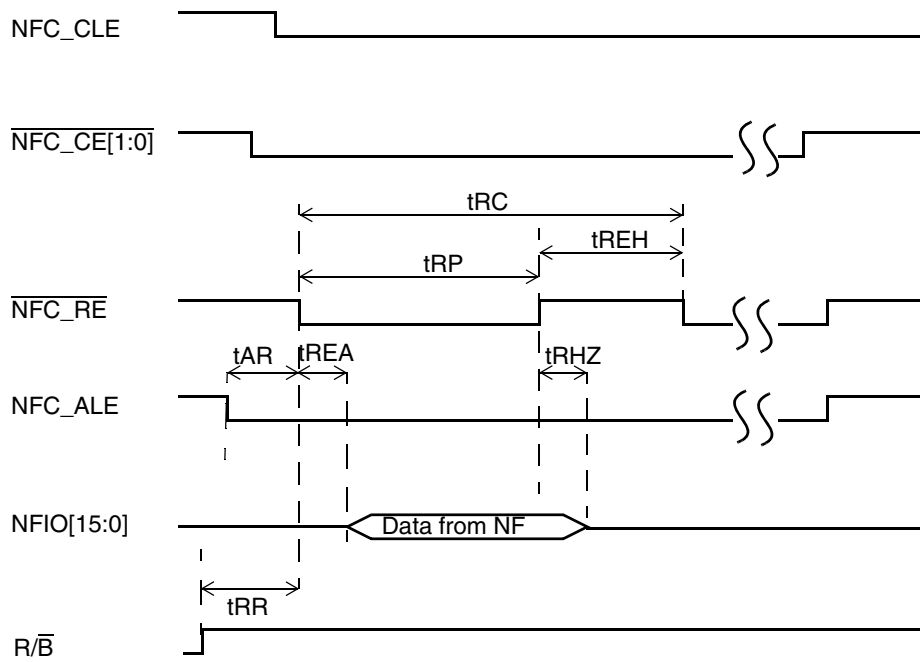 NFC_CLE
NFC_CE[1:0]
tRC
tREH
tRP
NFC_RE
tAR
tREA
tRHZ
NFC_ALE
NFIO[15:0]
Data from NF
tRR
R/B